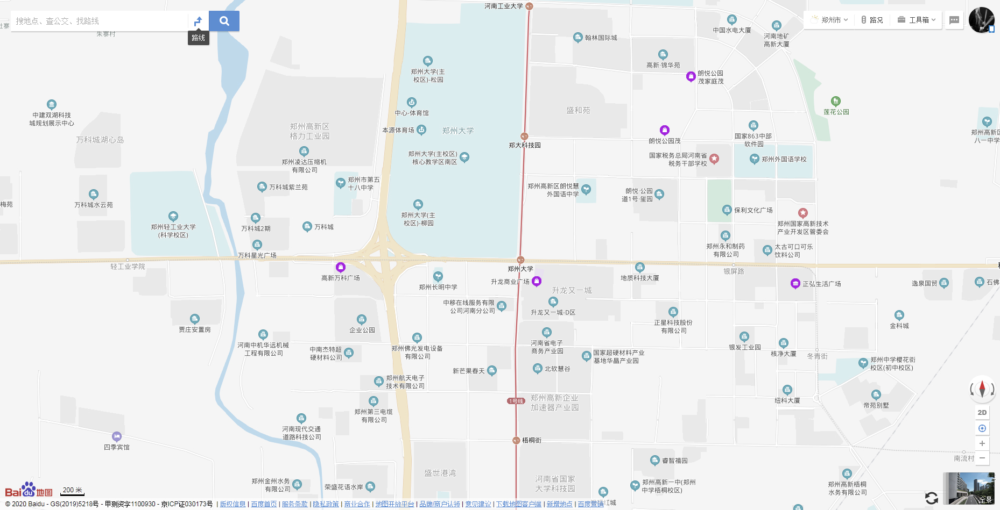 搜地点、查公交、找路线
路线
郑州市
路况
工具箱
朱寨村
河南工业大学
翰林国际城
中国水电大厦
河南地矿
高新大厦
高新·锦华苑
朗悦公园
茂家庭茂
郑州大学(主
校区)-松园
中心-体育馆
本源体育场
郑州大学
郑州大学(主校区)
核心教学区南区
盛和苑
莲花公园
中建双湖科技
城规划展示中心
万科城湖心岛
郑州高新区
格力工业园
郑州凌达压缩机
有限公司
郑大科技园
朗悦公园茂
国家863中部
软件园
郑州高新区
八一中学
国家税务总局河南省
税务干部学校
郑州外国语学校
郑州市第五
十八中学
万科城紫兰苑
万科城水云苑
梅苑
郑州高新区朗悦慧
外国语中学
朗悦·公园
道1号·玺园
保利文化广场
郑州大学(主
校区)-柳园
郑州轻工业大学
(科学校区)
万科城2期
万科城
郑州国家高新技术
产业开发区管委会
郑州永和制药
有限公司
太古可口可乐
饮料公司
万科星光广场
轻工业学院
高新万科广场
郑州长明中学
郑州大学
升龙商业广场
地质科技大厦
银屏路
正弘生活广场
逸泉国贸
石佛
升龙又一城
升龙又一城-D区
中移在线服务有限
公司河南分公司
贾庄安置房
企业公园
正星科技股份
有限公司
金科城
河南中机华远机械
工程有限公司
中南杰特超
硬材料公司
郑州佛光发电设备
有限公司
河南省电子
商务产业园
国家超硬材料产业
基地华晶产业园
银发工业园
核净大厦
冬青街
郑州中学樱花街
校区(初中校区)
新芒果春天
北软慧谷
郑州航天电子
技术有限公司
郑州第三电缆
有限公司
1号线
郑州高新企业
加速器产业园
纽科大厦
帝苑别墅
2D
河南现代交通
道路科技公司
四季宾馆
梧桐街
南流村
睿智禧园
盛世港湾
河南省国家
大学科技园
郑州高新一中(郑州
中学梧桐校区)
郑州高新梧桐
水务有限公司
郑州金州水务
有限公司
荣盛花语水岸
红城
全景
Bai du 地图
200 米
© 2020 Baidu - GS(2019)5218号 - 甲测资字1100930 - 京ICP证030173号 | 版权信息 | 百度首页 | 服务条款 | 隐私政策 | 商业合作 | 地图开放平台 | 品牌/商户认领 | 意见建议 | 下载地图客户端 | 新增地点 | 百度营销